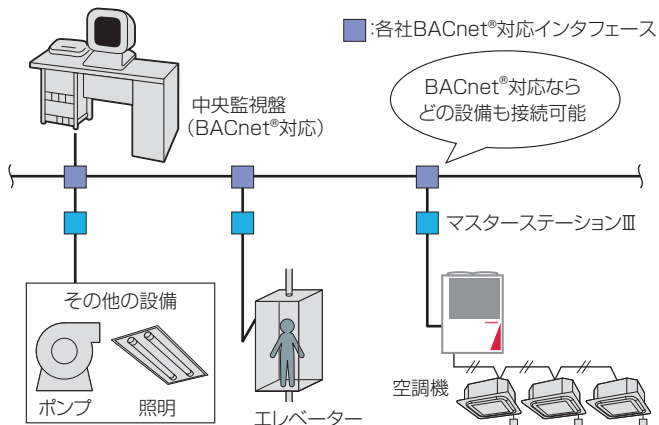 :各社BACnet®対応インタフェース
中央監視盤
（BACnet®対応）
BACnet®対応なら
どの設備も接続可能
マスターステーションⅢ
その他の設備
ポンプ
照明
エレベーター
空調機